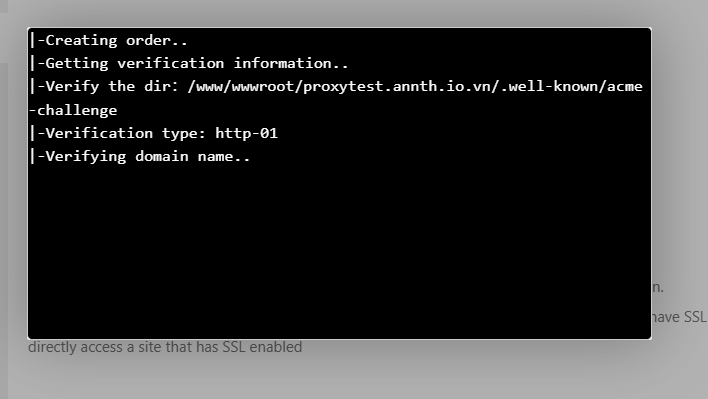 |-Creating order..
|-Getting verification information..
|-Verify the dir: /www/wwwroot/proxytest.annth.io.vn/.well-known/acme
-challenge
|-Verification type: http-01
|-Verifying domain name..
n.
have SSL
directly access a site that has SSL enabled